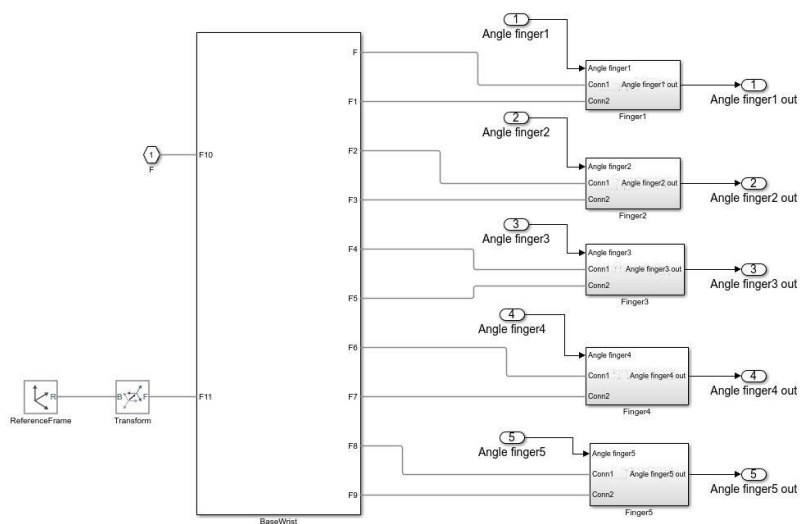 1
Angle finger1
Angle finger1
Conn1 Angle finger1 out
Conn2
Finger1
1
Angle finger1 out
2
Angle finger2
Angle finger2
Conn1 Angle finger2 out
Conn2
Finger2
2
Angle finger2 out
3
Angle finger3
Angle finger3
Conn1 Angle finger3 out
Conn2
Finger3
3
Angle finger3 out
4
Angle finger4
Angle finger4
Conn1 Angle finger4 out
Conn2
Finger4
4
Angle finger4 out
5
Angle finger5
Angle finger5
Conn1 Angle finger5 out
Conn2
Finger5
5
Angle finger5 out
F
F1
F2
F3
F4
F5
F6
F7
F8
F9
F10
F11
BaseWrist
1
F
R
ReferenceFrame
B F
Transform